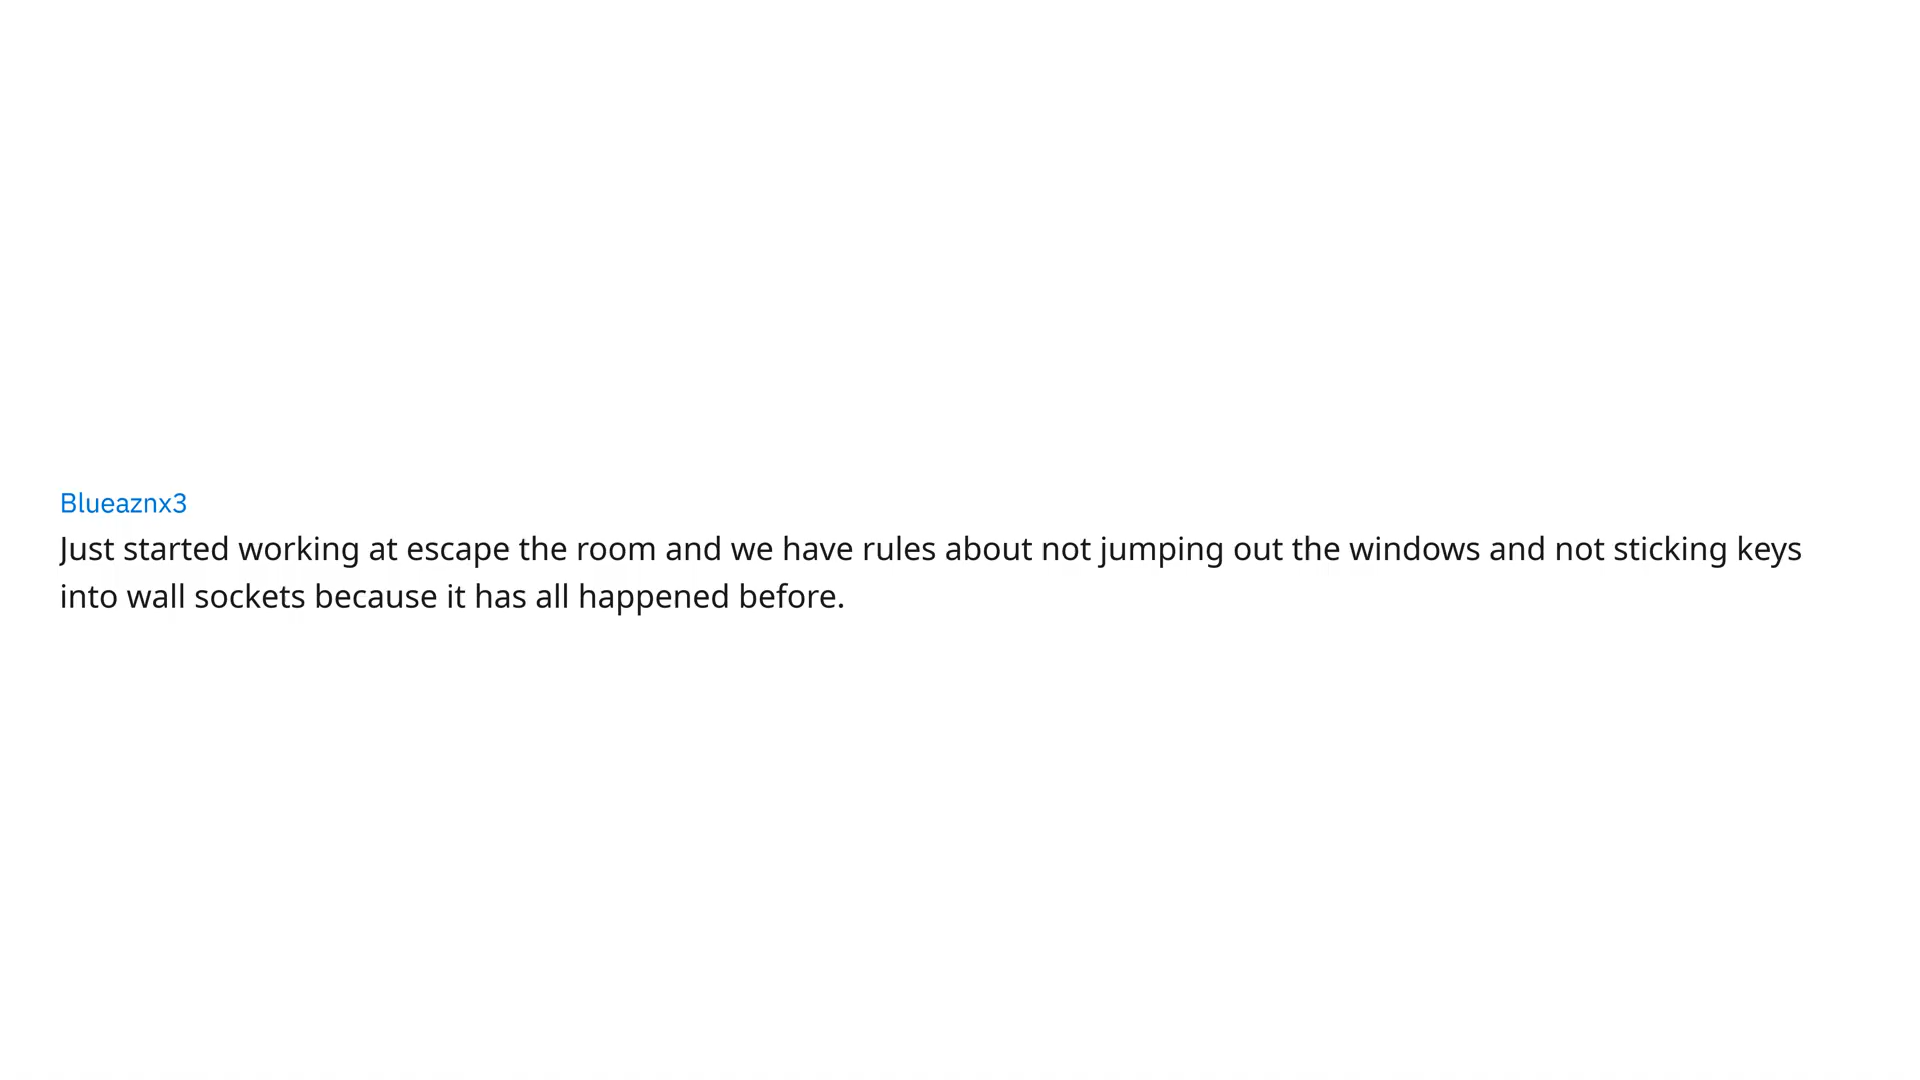 Blueaznx3
Just started working at escape the room and we have rules about not jumping out the windows and not sticking keys
into wall sockets because it has all happened before.